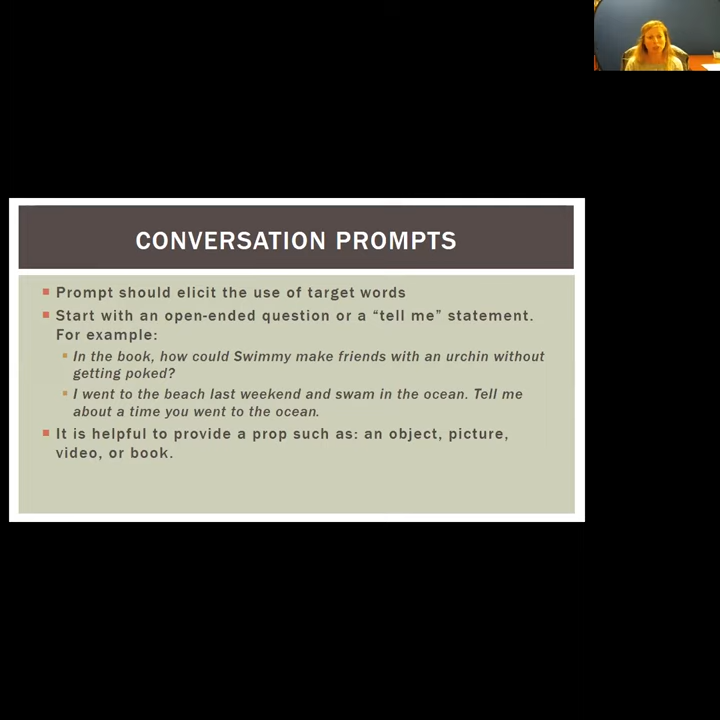 CONVERSATION PROMPTS
Prompt should elicit the use of target words
Start with an open-ended question or a “tell me” statement.
For example:
In the book, how could Swimmy make friends with an urchin without
getting poked?
I went to the beach last weekend and swam in the ocean. Tell me
about a time you went to the ocean.
It is helpful to provide a prop such as: an object, picture,
video, or book.